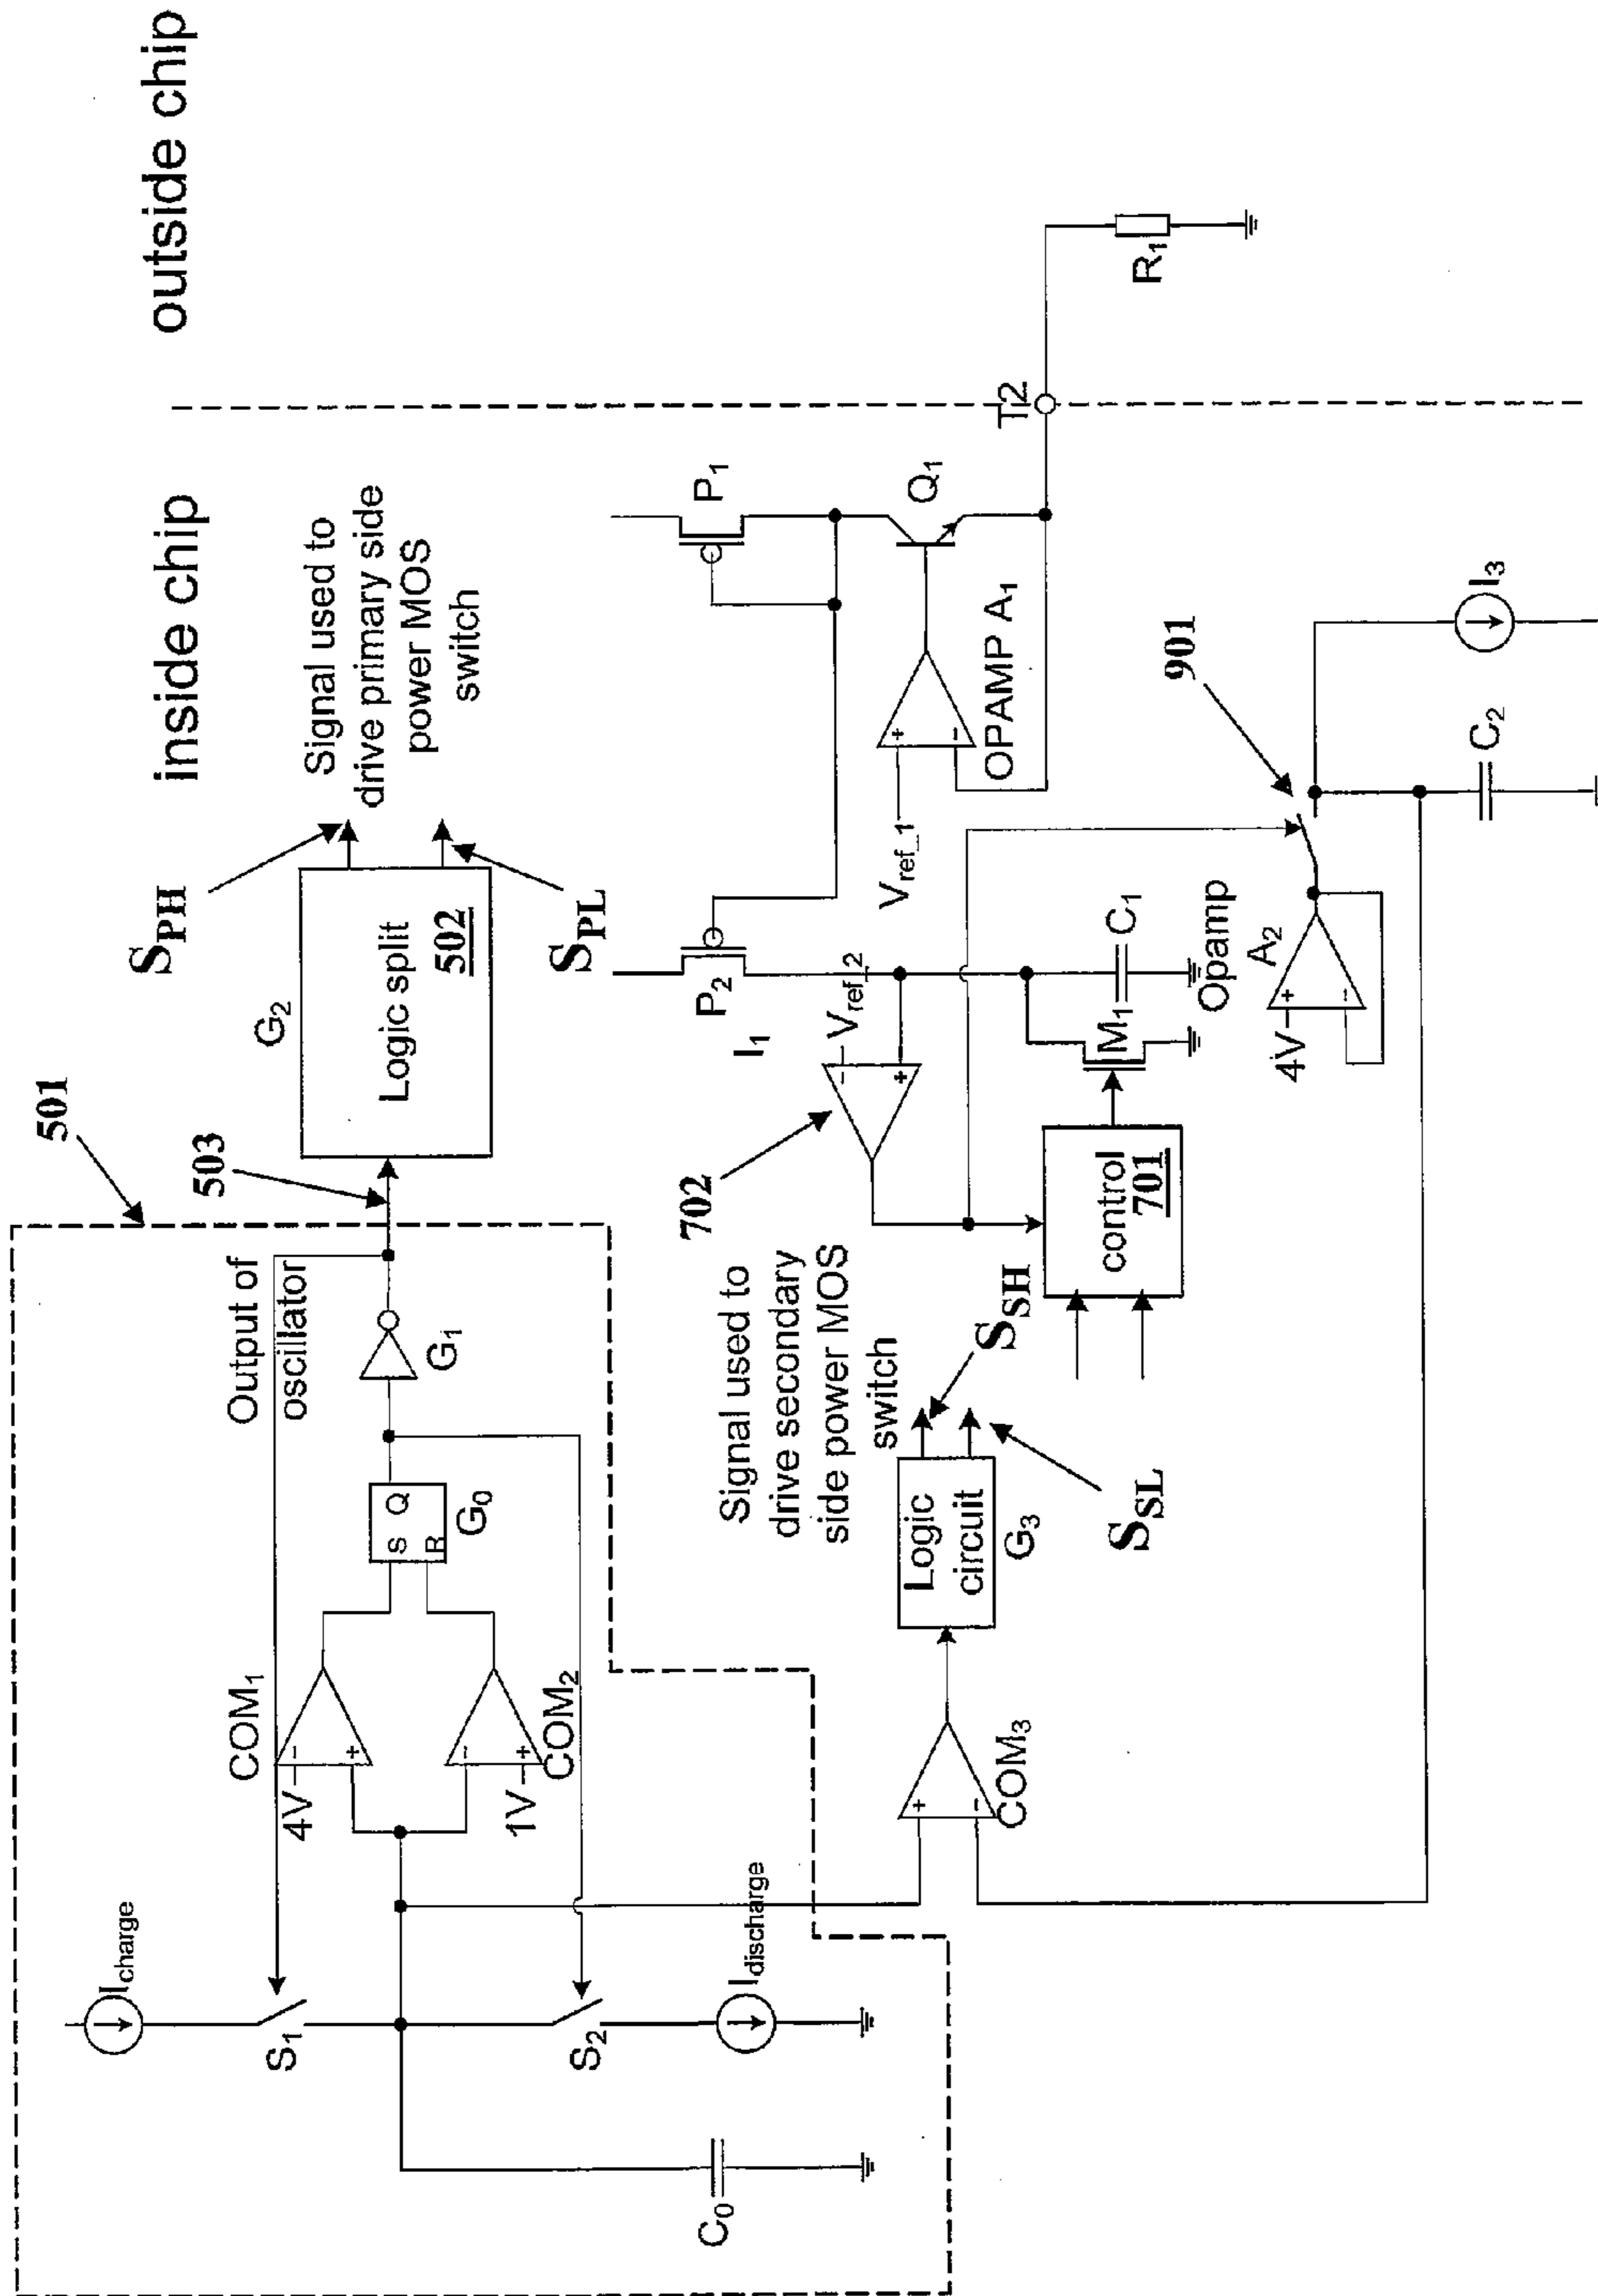 inside chip
outside chip
501
503
I charge
S1
C0
S2
I discharge
COM1
4V
-
+
-
+
1V
COM2
S Q
R
G0
G1
Output of
oscillator
G2
Logic split
502
SPH
SPL
Signal used to
drive primary side
power MOS
switch
COM3
+
-
Logic
circuit
G3
SSH
SSL
Signal used to
drive secondary
side power MOS
switch
702
-
+
Vref_2
I1
P2
P1
Q1
OPAMP A1
+
-
Vref_1
T2
R1
control
701
M1
C1
Opamp
A2
4V
+
-
901
C2
I3